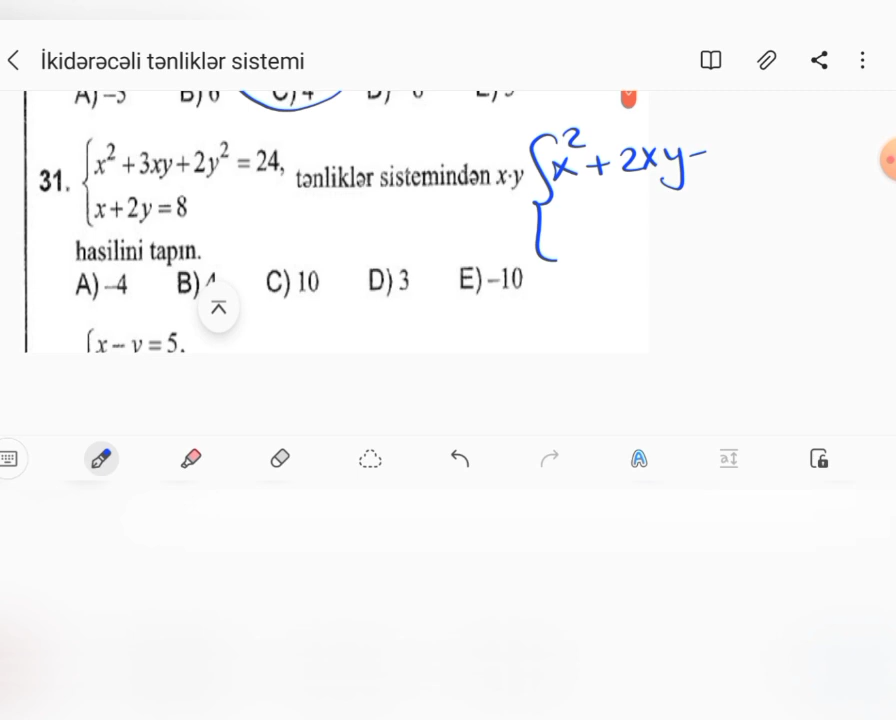 İkidərəcəli tənliklər sistemi
31. { x² + 3xy + 2y² = 24,
x + 2y = 8
tənliklər sistemindən x·y
hasilini tapın.
A) –4 B) C) 10 D) 3 E) –10
{ x – y = 5.
{ x² + 2xy –